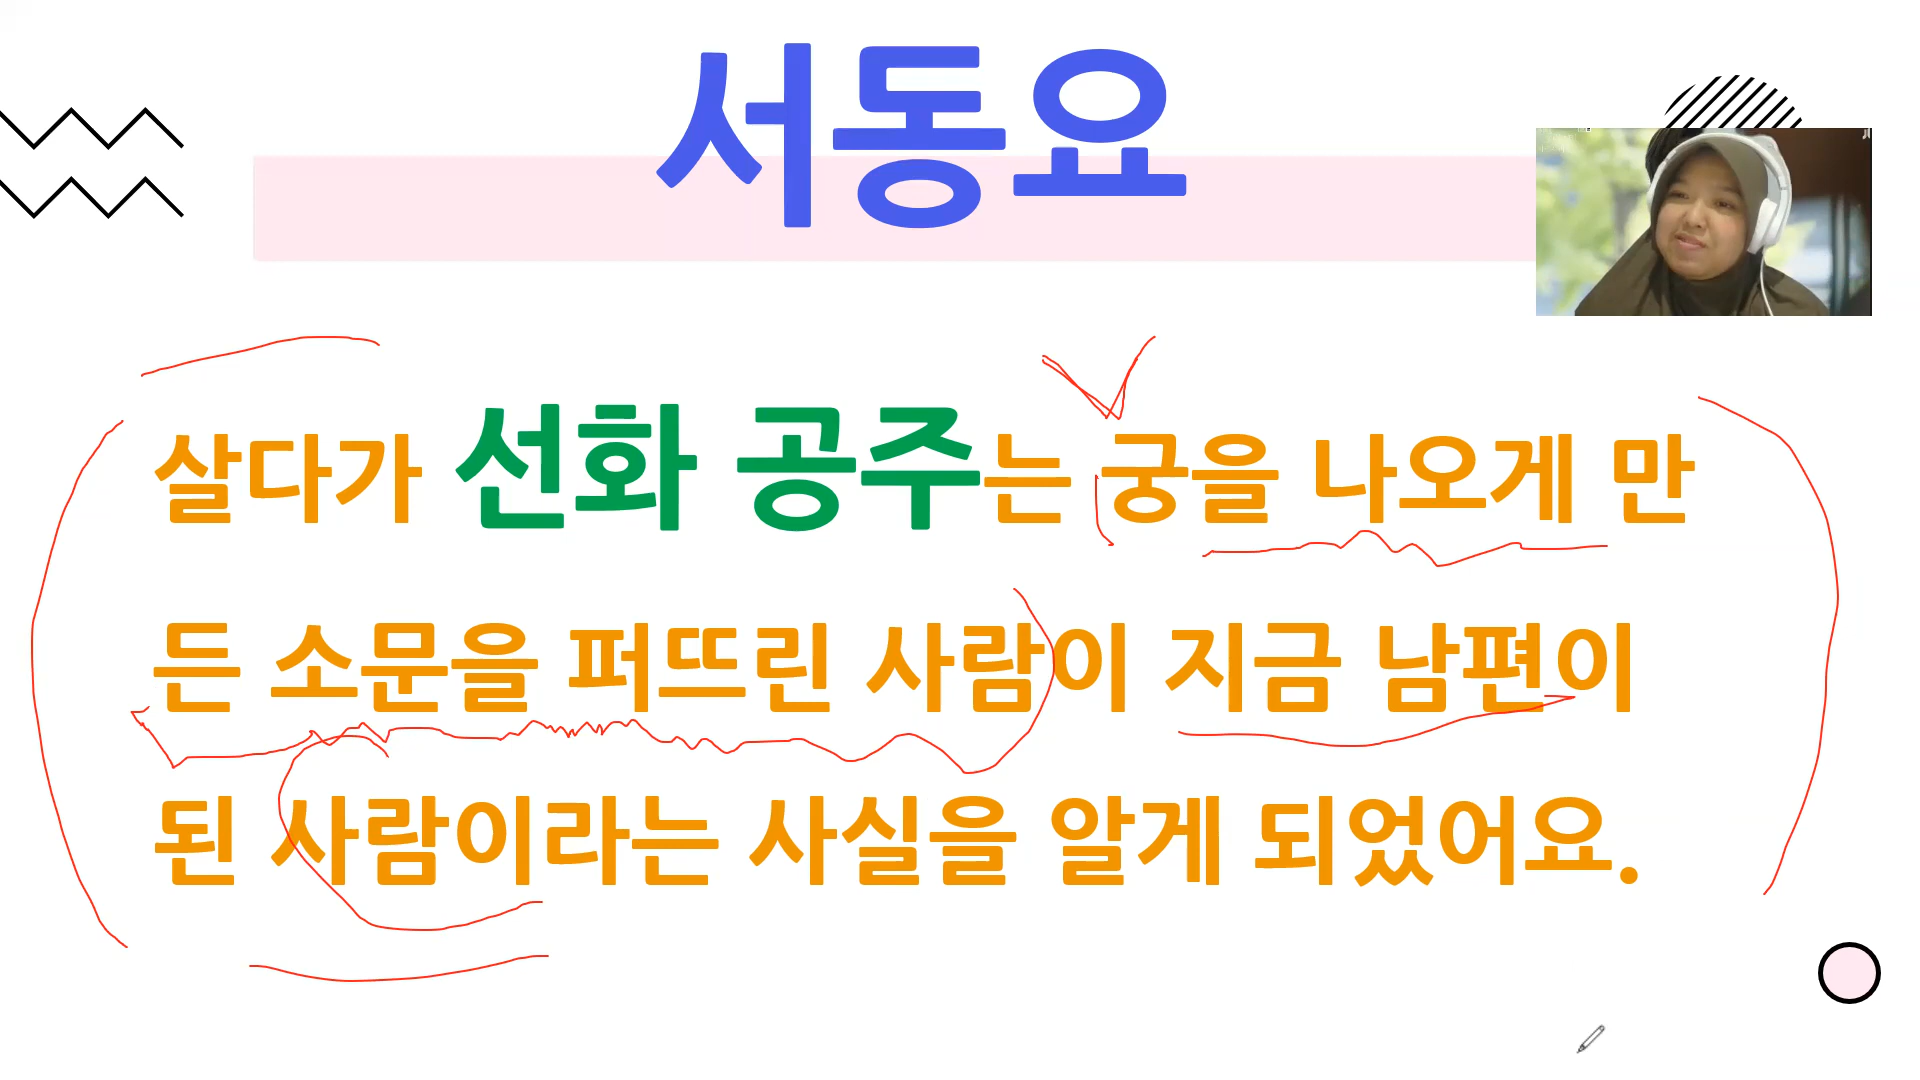 서동요
살다가 선화 공주는 궁을 나오게 만
든 소문을 퍼뜨린 사람이 지금 남편이
된 사람이라는 사실을 알게 되었어요.